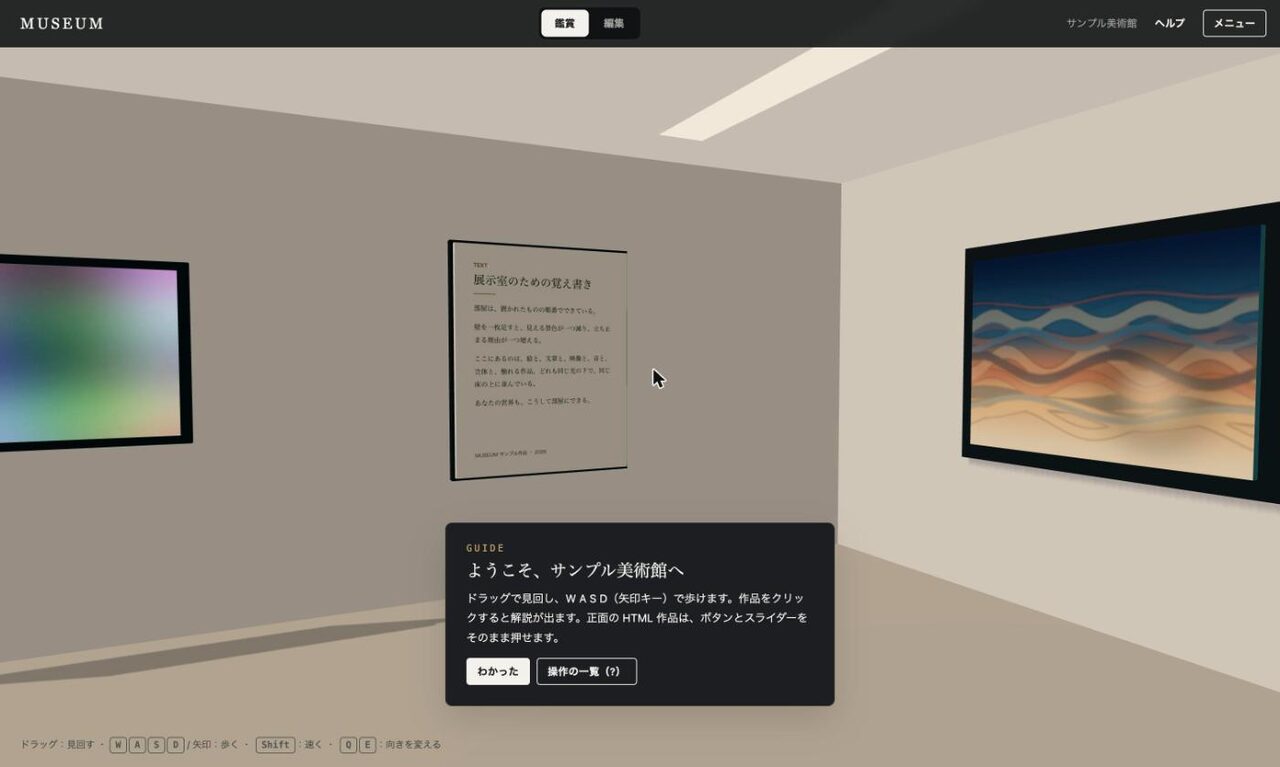 MUSEUM
鑑賞 編集
サンプル美術館 ヘルプ メニュー
TEXT
展示室のための覚え書き
部屋は、置かれたものの順番でできている。
壁を一枚足すと、見える景色が一つ減り、立ち止
まる理由が一つ増える。
ここにあるのは、絵と、文章と、映像と、音と、
立体と、触れる作品。どれも同じ光の下で、同じ
床の上に並んでいる。
あなたの世界も、こうして部屋にできる。
MUSEUM サンプル作品 · 2026
GUIDE
ようこそ、サンプル美術館へ
ドラッグで見回し、W A S D（矢印キー）で歩けます。作品をクリッ
クすると解説が出ます。正面の HTML 作品は、ボタンとスライダーを
そのまま押せます。
わかった 操作の一覧（?）
ドラッグ：見回す · W A S D / 矢印：歩く · Shift：速く · Q E：向きを変える